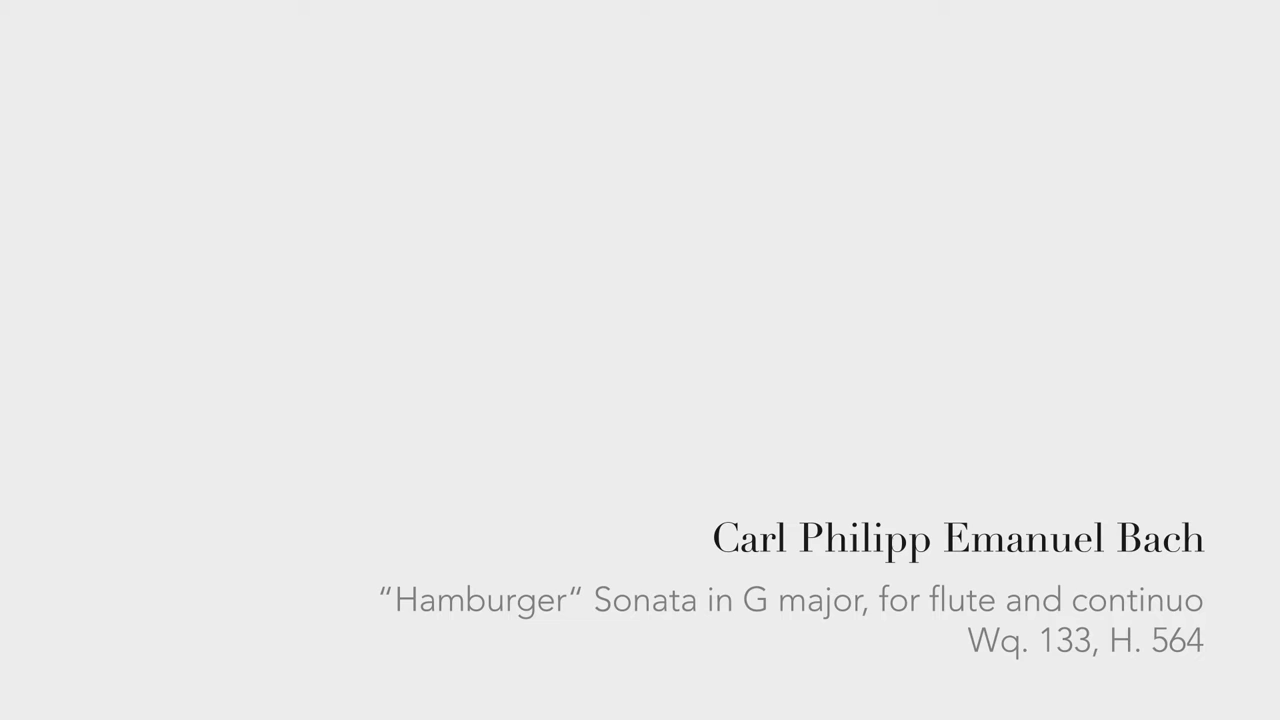 Carl Philipp Emanuel Bach
“Hamburger“ Sonata in G major, for flute and continuo
Wq. 133, H. 564